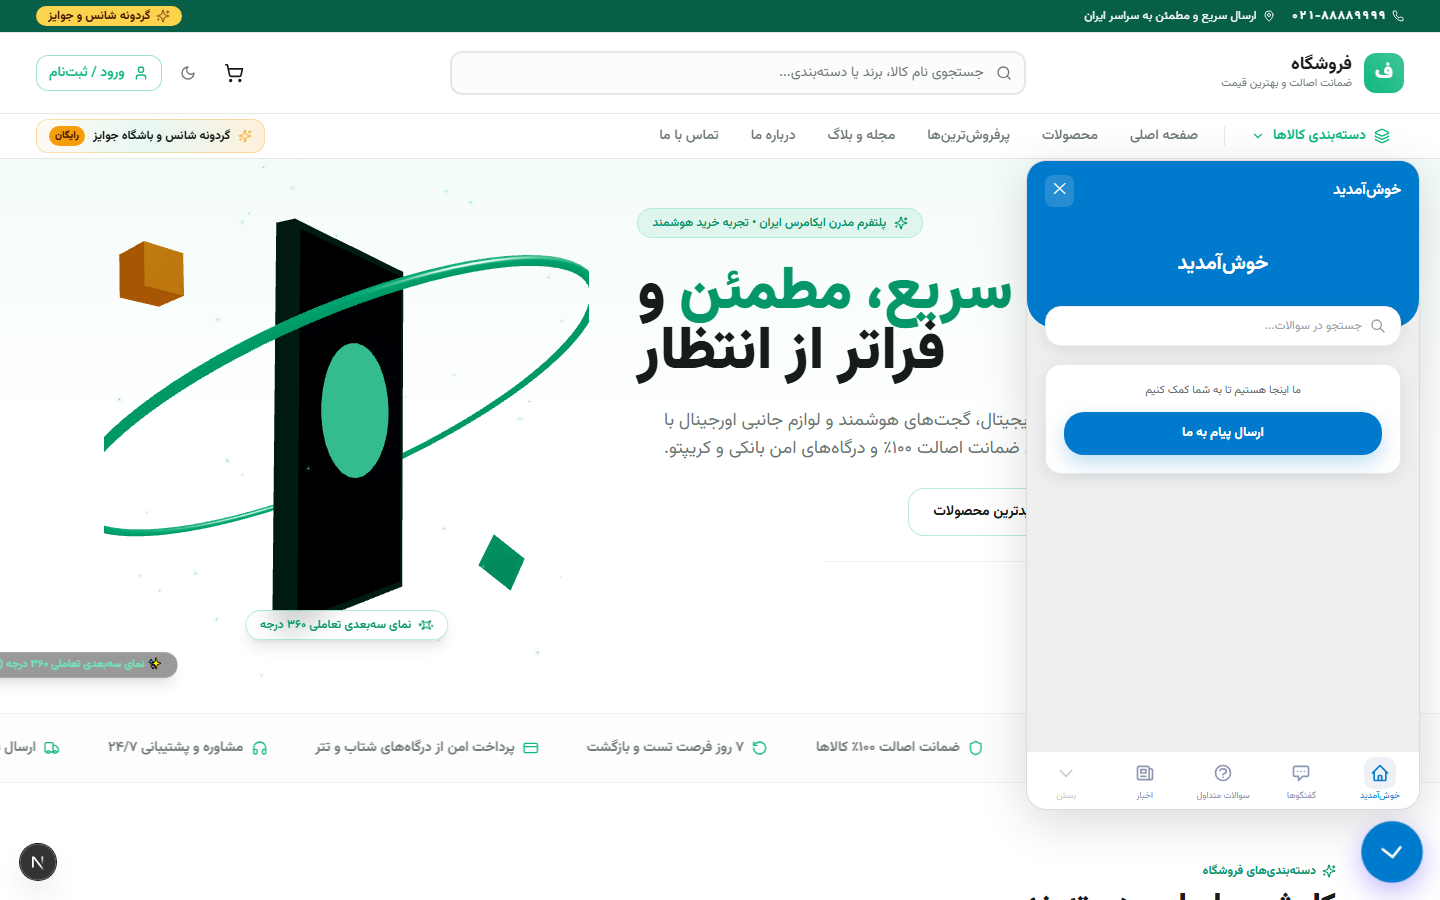 ۰۲۱-۸۸۸۸۹۹۹۹
ارسال سریع و مطمئن به سراسر ایران
گردونه شانس و جوایز
ف
فروشگاه
ضمانت اصالت و بهترین قیمت
جستجوی نام کالا، برند یا دسته‌بندی...
ورود / ثبت‌نام
دسته‌بندی کالاها
صفحه اصلی
محصولات
پرفروش‌ترین‌ها
مجله و بلاگ
درباره ما
تماس با ما
گردونه شانس و باشگاه جوایز
رایگان
پلتفرم مدرن ایکامرس ایران • تجربه خرید هوشمند
سریع، مطمئن و
فراتر از انتظار
یجیتال، گجت‌های هوشمند و لوازم جانبی اورجینال با
ضمانت اصالت ۱۰۰٪ و درگاه‌های امن بانکی و کریپتو.
دترین محصولات
نمای سه‌بعدی تعاملی ۳۶۰ درجه
نمای سه‌بعدی تعاملی ۳۶۰ درجه (
خوش‌آمدید
خوش‌آمدید
جستجو در سوالات...
ما اینجا هستیم تا به شما کمک کنیم
ارسال پیام به ما
خوش‌آمدید
گفتگوها
سوالات متداول
اخبار
بستن
ضمانت اصالت ۱۰۰٪ کالاها
۷ روز فرصت تست و بازگشت
پرداخت امن از درگاه‌های شتاب و تتر
مشاوره و پشتیبانی ۲۴/۷
ارسال
N
دسته‌بندی‌های فروشگاه